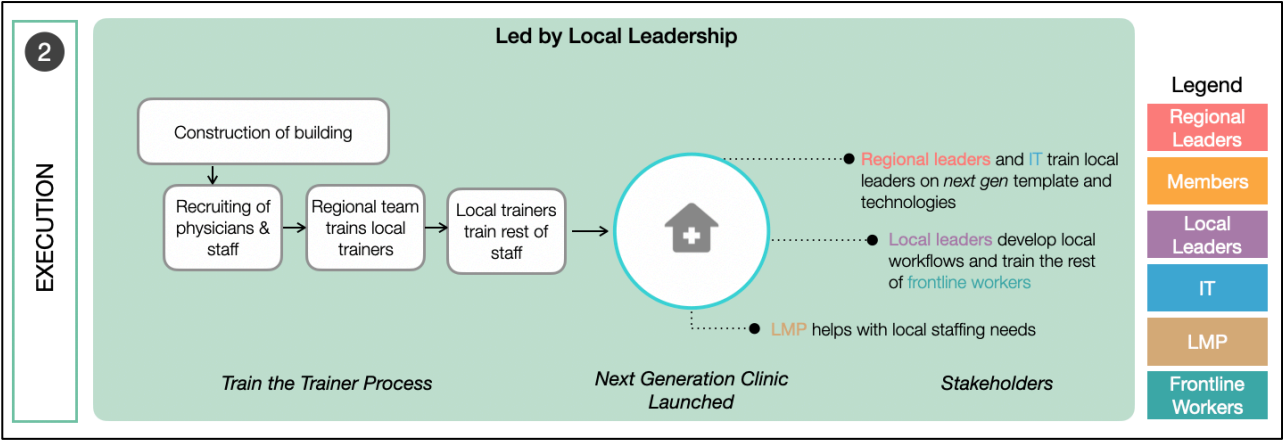 2
EXECUTION
Led by Local Leadership
Construction of building
Recruiting of
physicians &
staff
Regional team
trains local
trainers
Local trainers
train rest of
staff
Regional leaders and IT train local
leaders on next gen template and
technologies
Local leaders develop local
workflows and train the rest
of frontline workers
LMP helps with local staffing needs
Train the Trainer Process
Next Generation Clinic
Launched
Stakeholders
Legend
Regional
Leaders
Members
Local
Leaders
IT
LMP
Frontline
Workers